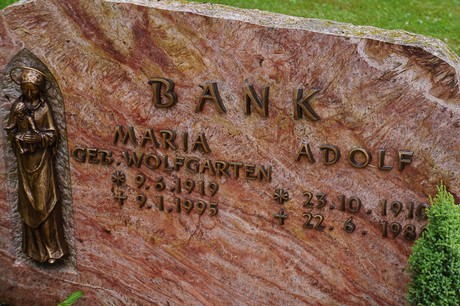 BANK
MARIA
GEB. WOLFGARTEN
* 9.6.1919
† 9.1.1995
ADOLF
* 23.10.
† 22.6.